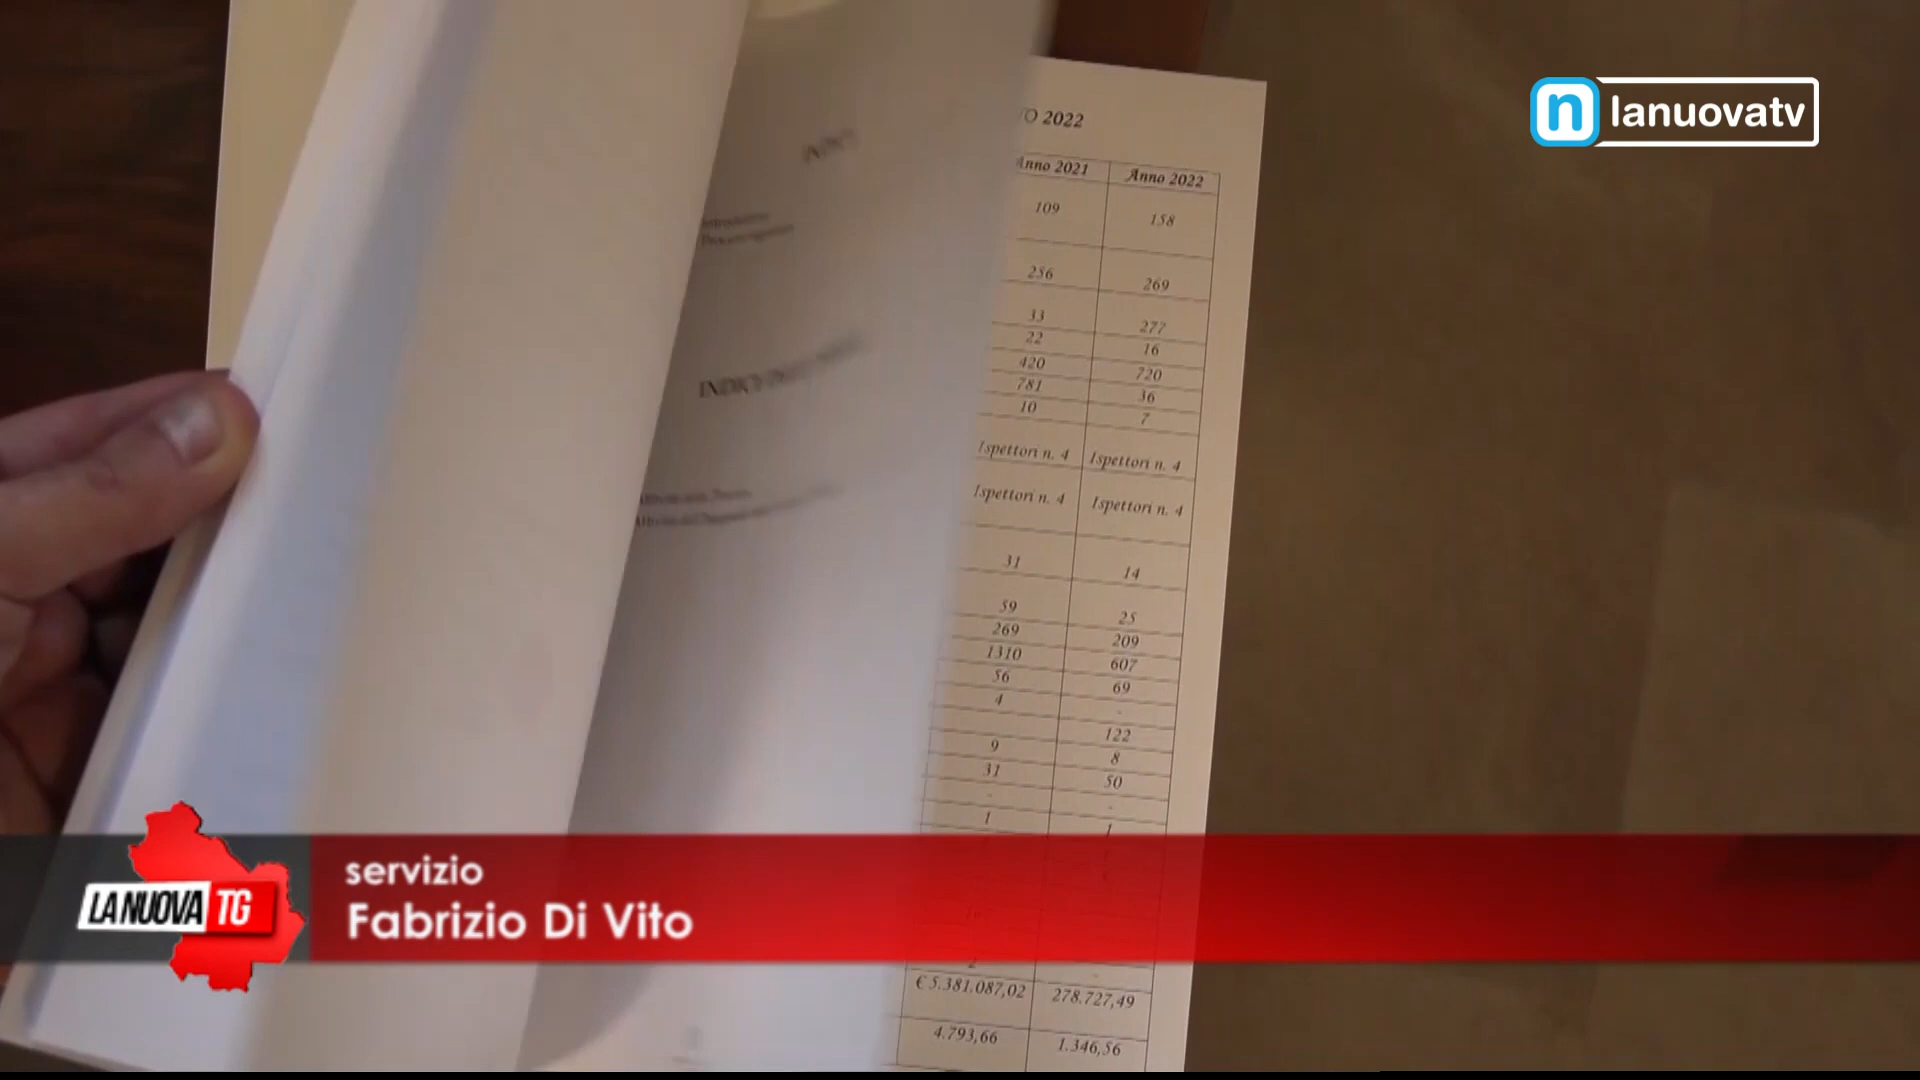 lanuovatv
O 2022
Anno 2021 Anno 2022
109 158
256 269
33 277
22 16
420 720
781 36
10 7
Ispettori n. 4 Ispettori n. 4
Ispettori n. 4 Ispettori n. 4
31 14
59 25
269 209
1310 607
56 69
4 -
122
9 8
31 50
- -
1 1
€ 5.381.087,02 278.727,49
4.793,66 1.346,56
servizio
LA NUOVA TG
Fabrizio Di Vito